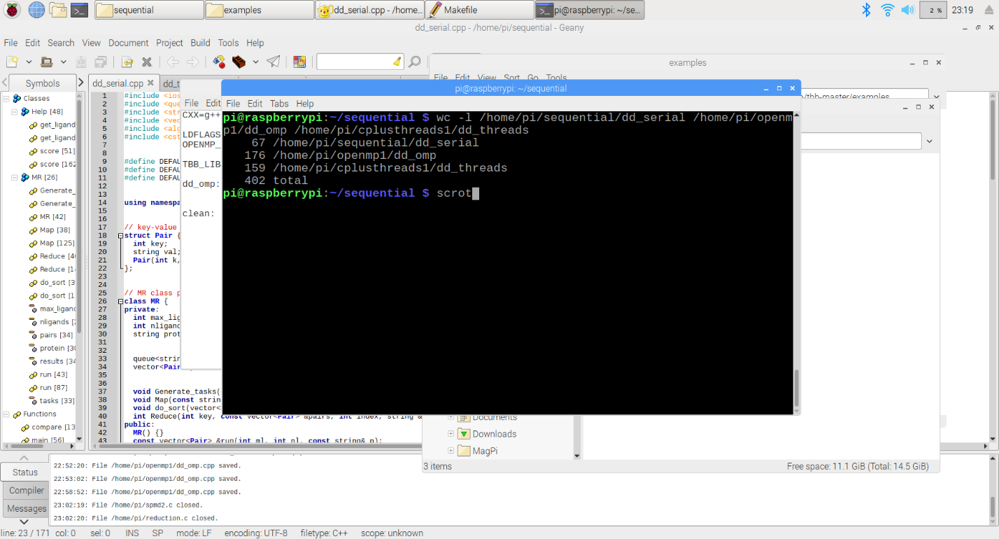 sequential
examples
dd_serial.cpp - /home...
Makefile
pi@raspberrypi: ~/se...
2 %
23:19
dd_serial.cpp - /home/pi/sequential - Geany
File Edit Search View Document Project Build Tools Help
examples
File Edit View Sort Go Tools
/tbb-master/examples
Symbols
dd_serial.cpp
Classes
Help [48]
get_ligand
get_ligand
score [51]
score [162
MR [26]
Generate_
Generate_
MR [42]
Map [38]
Map [125]
Reduce [40
Reduce [14
do_sort [3
do_sort [1
max_ligand
nligands [2
pairs [34]
protein [30
results [34
run [43]
run [87]
tasks [33]
Functions
compare [13
main [56]
1 #include <ios
2 #include <que
3 #include <str
4 #include <vec
5 #include <alg
6 #include <cst
7
8
9 #define DEFAU
10 #define DEFAU
11 #define DEFAU
12
13
14 using namespa
15
16
17 // key-value
18 struct Pair {
19 int key;
20 string val;
21 Pair(int k,
22 };
23
24
25 // MR class p
26 class MR {
27 private:
28 int max_lig
29 int nligand
30 string prot
31
32
33 queue<strin
34 vector<Pair
35
36
37 void Generate_tasks(
38 void Map(const strin
39 void do_sort(vector<
40 int Reduce(int key, const vector<Pair> &pairs, int index, string &
41 public:
42 MR() {}
43 const vector<Pair> &run(int ml, int nl, const string& p);
File Edit
CXX=g++
LDFLAGS
OPENMP_
TBB_LIB
dd_omp:
clean:
pi@raspberrypi: ~/sequential
File Edit Tabs Help
pi@raspberrypi:~/sequential $ wc -l /home/pi/sequential/dd_serial /home/pi/openm
p1/dd_omp /home/pi/cplusthreads1/dd_threads
67 /home/pi/sequential/dd_serial
176 /home/pi/openmp1/dd_omp
159 /home/pi/cplusthreads1/dd_threads
402 total
pi@raspberrypi:~/sequential $ scrot
Documents
Downloads
MagPi
3 items
Free space: 11.1 GiB (Total: 14.5 GiB)
Status
Compiler
Messages
22:52:20: File /home/pi/openmp1/dd_omp.cpp saved.
22:53:02: File /home/pi/openmp1/dd_omp.cpp saved.
22:58:52: File /home/pi/openmp1/dd_omp.cpp saved.
23:02:19: File /home/pi/spmd2.c closed.
23:02:20: File /home/pi/reduction.c closed.
line: 23 / 171 col: 0 sel: 0 INS SP mode: LF encoding: UTF-8 filetype: C++ scope: unknown